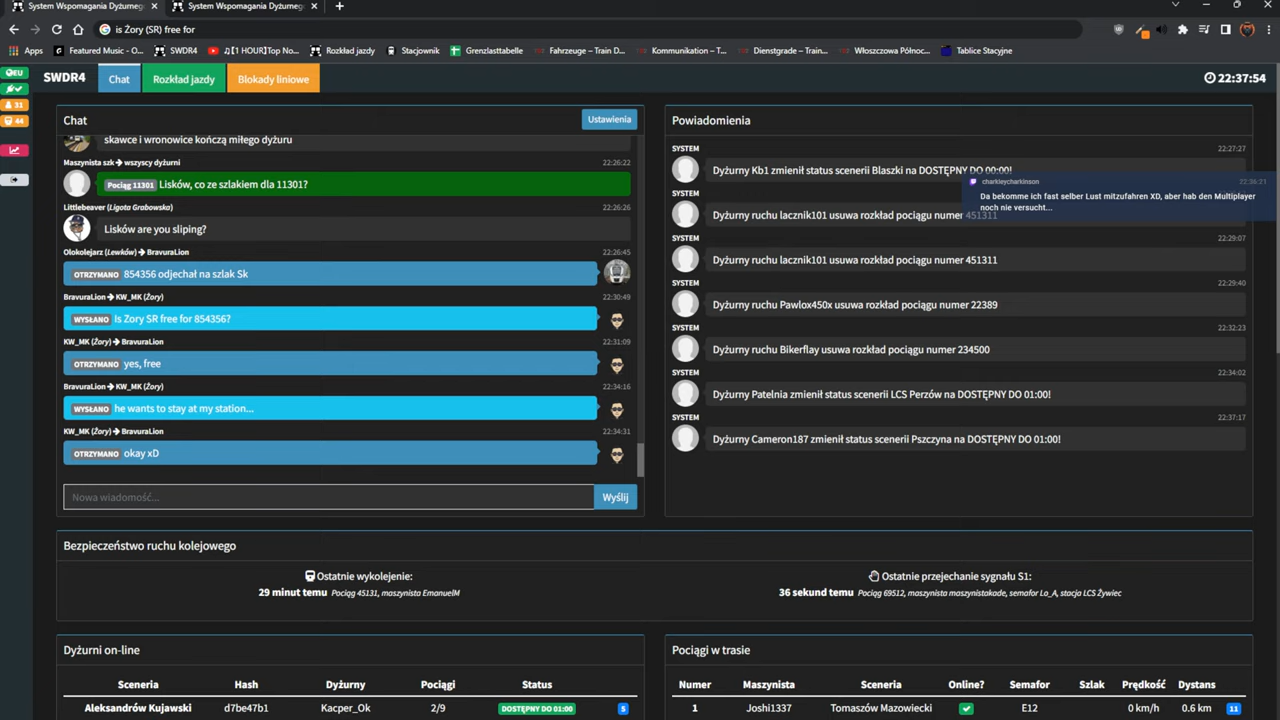 System Wspomagania Dyżurneg
System Wspomagania Dyżurneg
is Żory (SR) free for
Apps
Featured Music - O...
SWDR4
♫【1 HOUR】Top No...
Rozkład jazdy
Stacjownik
Grenzlasttabelle
Fahrzeuge – Train D...
Kommunikation – T...
Dienstgrade – Train...
Włoszczowa Północ...
Tablice Stacyjne
EU
31
44
SWDR4
Chat
Rozkład jazdy
Blokady liniowe
22:37:54
Chat
Ustawienia
skawce i wronowice kończą miłego dyżuru
Maszynista szk → wszyscy dyżurni
22:26:22
Pociąg 11301 Lisków, co ze szlakiem dla 11301?
Littlebeaver (Ligota Grabowska)
22:26:26
Lisków are you sliping?
Olokolejarz (Lewków) → BravuraLion
22:26:45
OTRZYMANO 854356 odjechał na szlak Sk
BravuraLion → KW_MK (Żory)
22:30:49
WYSŁANO Is Zory SR free for 854356?
KW_MK (Żory) → BravuraLion
22:31:09
OTRZYMANO yes, free
BravuraLion → KW_MK (Żory)
22:34:16
WYSŁANO he wants to stay at my station...
KW_MK (Żory) → BravuraLion
22:34:31
OTRZYMANO okay xD
Nowa wiadomość...
Wyślij
Powiadomienia
SYSTEM
22:27:27
Dyżurny Kb1 zmienił status scenerii Blaszki na DOSTĘPNY DO 00:00!
charkieycharkinson
22:36:21
Da bekomme ich fast selber Lust mitzufahren XD, aber hab den Multiplayer
noch nie versucht...
SYSTEM
Dyżurny ruchu lacznik101 usuwa rozkład pociągu numer 451311
SYSTEM
22:29:07
Dyżurny ruchu lacznik101 usuwa rozkład pociągu numer 451311
SYSTEM
22:29:40
Dyżurny ruchu Pawlox450x usuwa rozkład pociągu numer 22389
SYSTEM
22:32:23
Dyżurny ruchu Bikerflay usuwa rozkład pociągu numer 234500
SYSTEM
22:34:02
Dyżurny Patelnia zmienił status scenerii LCS Perzów na DOSTĘPNY DO 01:00!
SYSTEM
22:37:17
Dyżurny Cameron187 zmienił status scenerii Pszczyna na DOSTĘPNY DO 01:00!
Bezpieczeństwo ruchu kolejowego
Ostatnie wykolejenie:
29 minut temu Pociąg 45131, maszynista EmanuelM
Ostatnie przejechanie sygnału S1:
36 sekund temu Pociąg 69512, maszynista maszynistakade, semafor Lo_A, stacja LCS Żywiec
Dyżurni on-line
Sceneria Hash Dyżurny Pociągi Status
Aleksandrów Kujawski d7be47b1 Kacper_Ok 2/9 DOSTĘPNY DO 01:00 5
Pociągi w trasie
Numer Maszynista Sceneria Online? Semafor Szlak Prędkość Dystans
1 Joshi1337 Tomaszów Mazowiecki E12 0 km/h 0.6 km 11